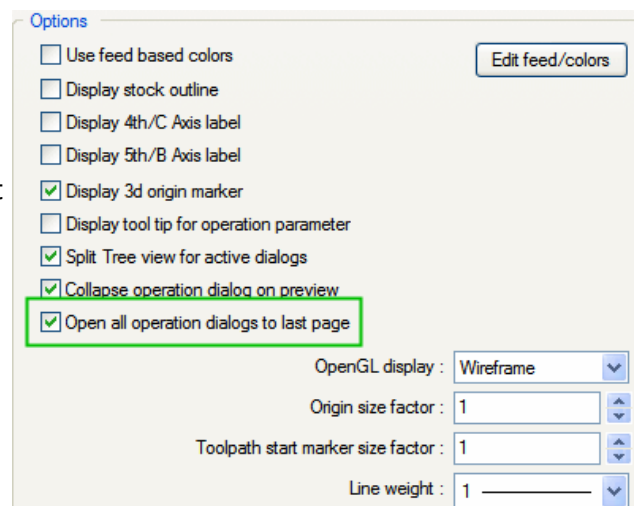 Options
Use feed based colors
Edit feed/colors
Display stock outline
Display 4th/C Axis label
Display 5th/B Axis label
Display 3d origin marker
Display tool tip for operation parameter
Split Tree view for active dialogs
Collapse operation dialog on preview
Open all operation dialogs to last page
OpenGL display : Wireframe
Origin size factor : 1
Toolpath start marker size factor : 1
Line weight : 1